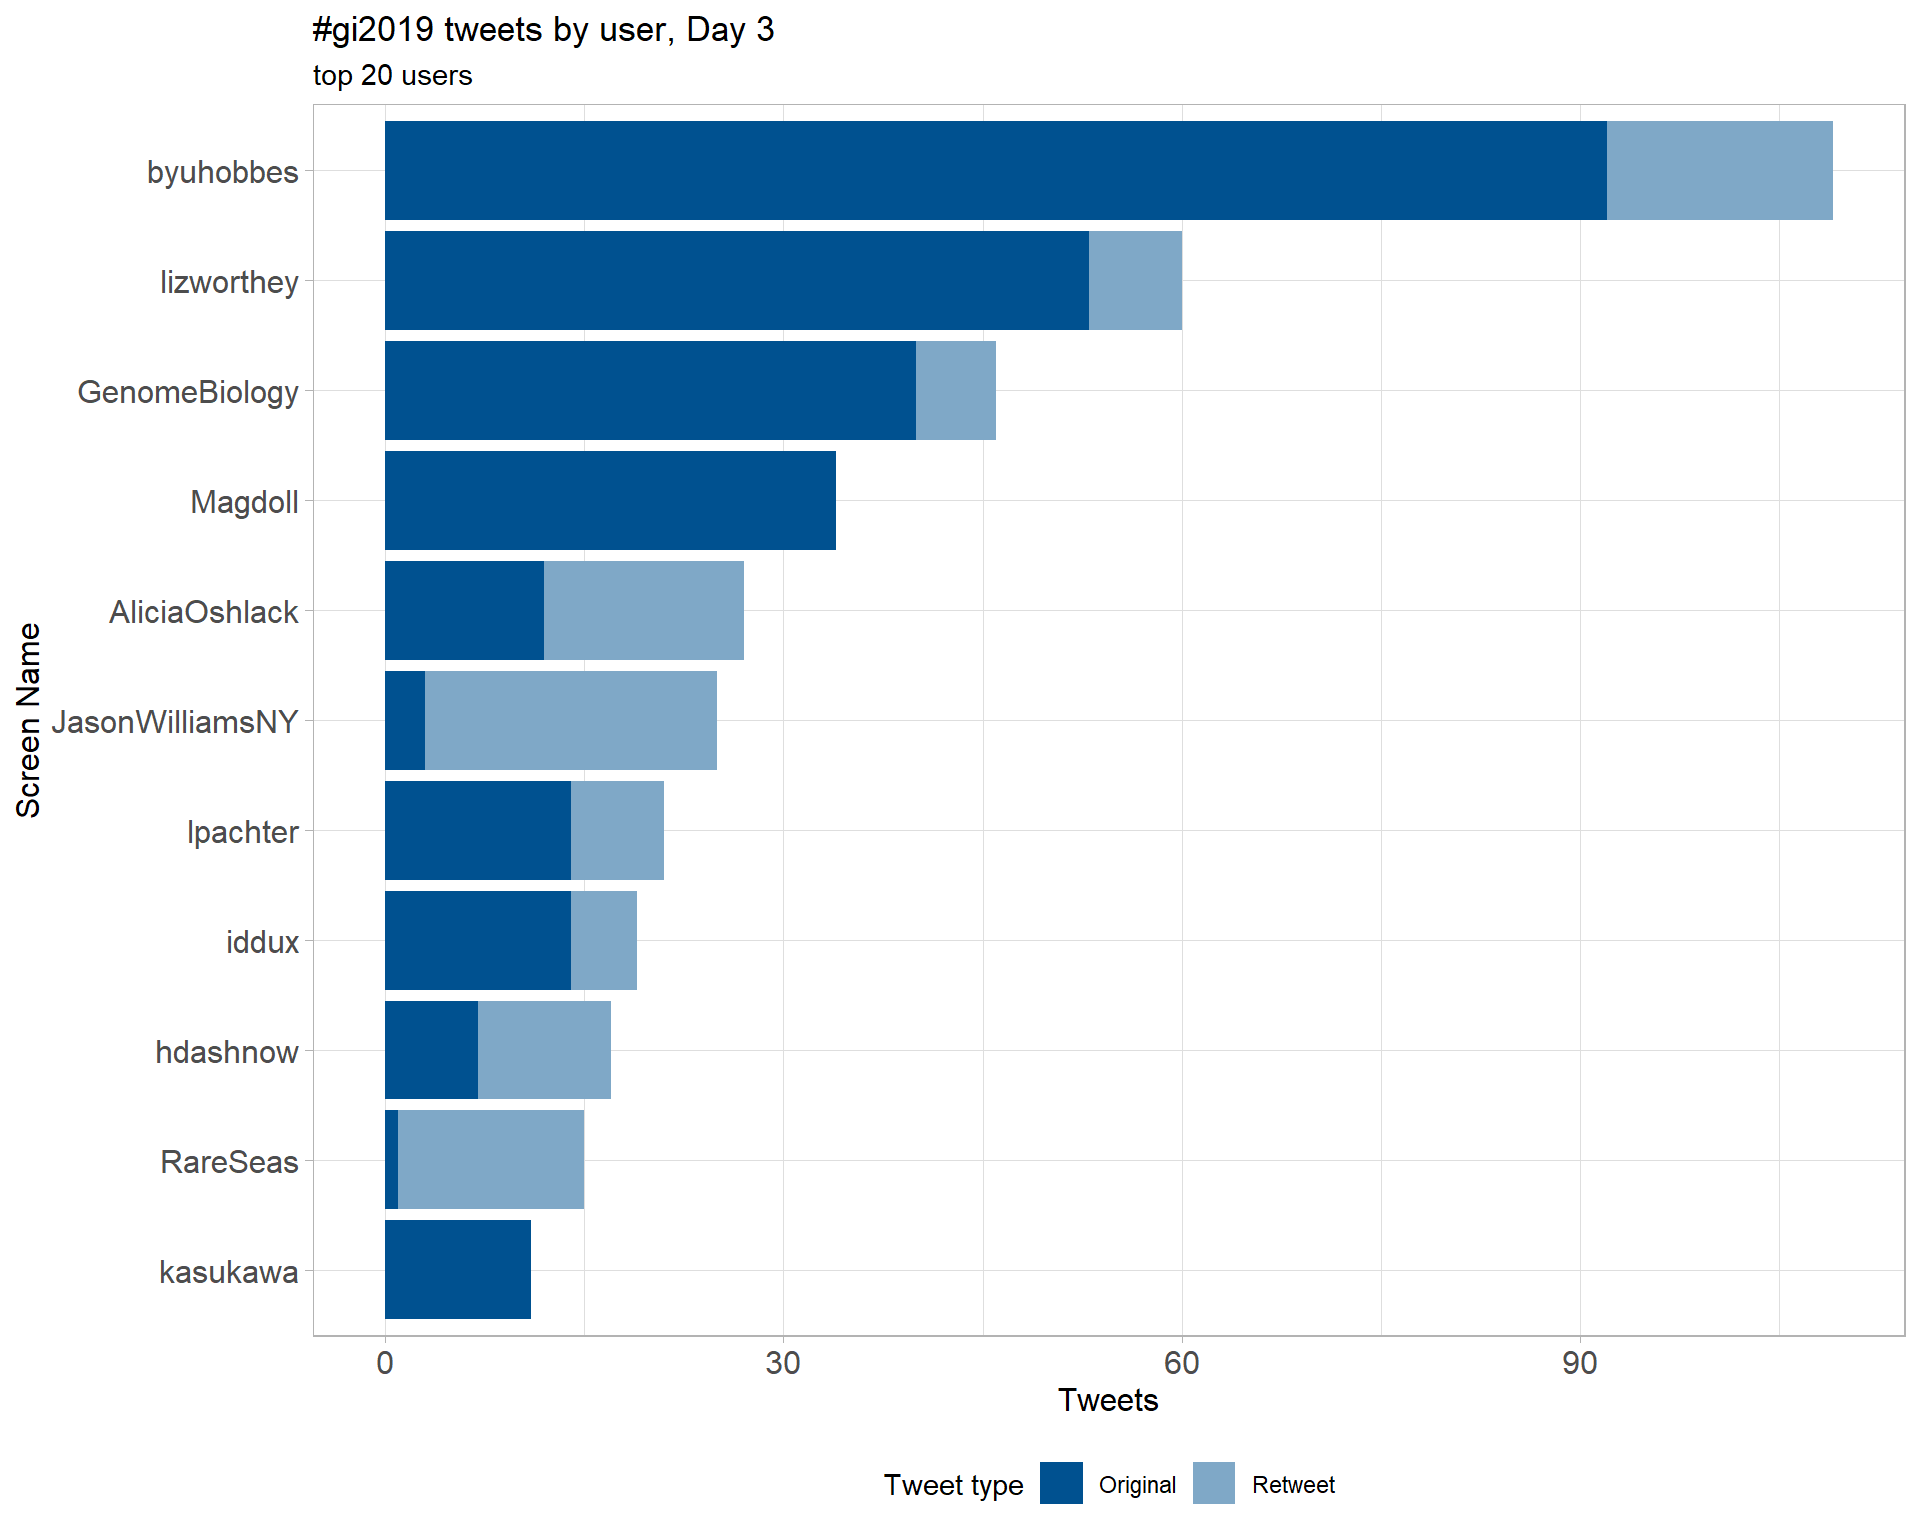 #gi2019 tweets by user, Day 3
top 20 users
Screen Name
byuhobbes
lizworthey
GenomeBiology
Magdoll
AliciaOshlack
JasonWilliamsNY
lpachter
iddux
hdashnow
RareSeas
kasukawa
0 30 60 90
Tweets
Tweet type Original Retweet